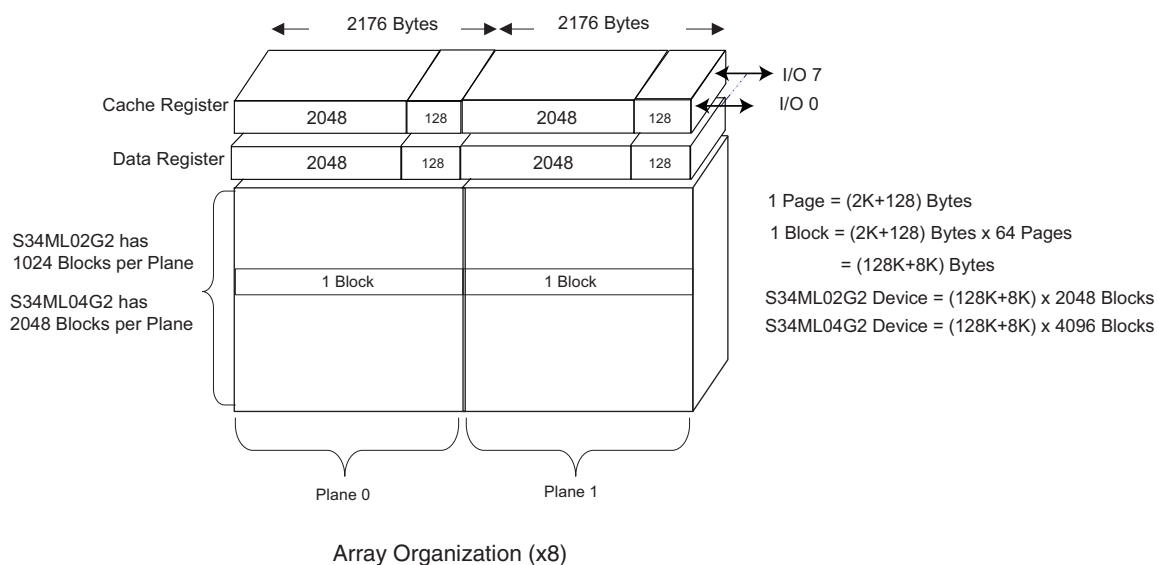 2176 Bytes 2176 Bytes
I/O 7
Cache Register 2048 128 2048 128 I/O 0
Data Register 2048 128 2048 128
1 Page = (2K+128) Bytes
1 Block = (2K+128) Bytes x 64 Pages
= (128K+8K) Bytes
S34ML02G2 Device = (128K+8K) x 2048 Blocks
S34ML04G2 Device = (128K+8K) x 4096 Blocks
S34ML02G2 has
1024 Blocks per Plane
S34ML04G2 has
2048 Blocks per Plane
1 Block 1 Block
Plane 0 Plane 1
Array Organization (x8)